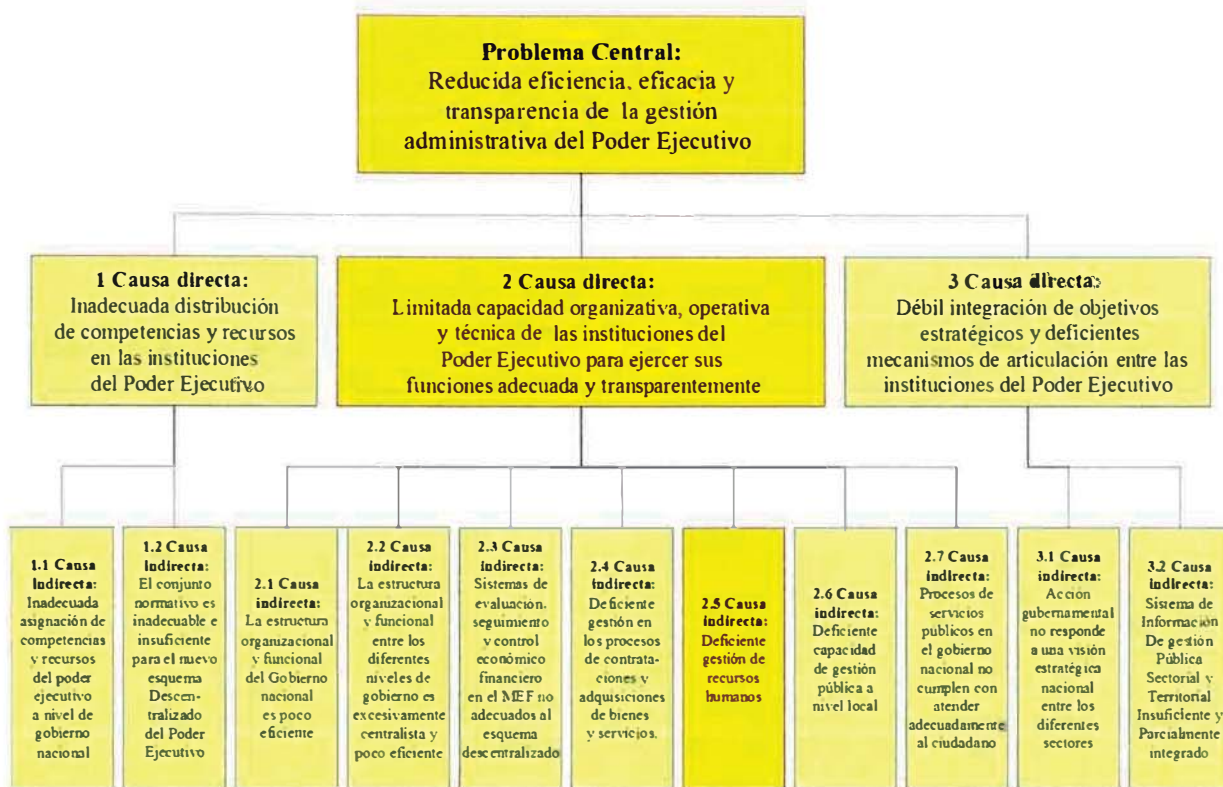 Problema Central:
Reducida eficiencia, eficacia y
transparencia de la gestión
administrativa del Poder Ejecutivo
1 Causa directa:
Inadecuada distribución
de competencias y recursos
en las instituciones
del Poder Ejecutivo
2 Causa directa:
Limitada capacidad organizativa, operativa
y técnica de las instituciones del
Poder Ejecutivo para ejercer sus
funciones adecuada y transparentemente
3 Causa directa:
Débil integración de objetivos
estratégicos y deficientes
mecanismos de articulación entre las
instituciones del Poder Ejecutivo
1.1 Causa
Indirecta:
Inadecuada
asignación de
competencias
y recursos
del poder
ejecutivo
a nivel de
gobierno
nacional
1.2 Causa
Indirecta:
El conjunto
normativo es
inadecuable e
insuficiente
para el nuevo
esquema
Descen-
tralizado
del Poder
Ejecutivo
2.1 Causa
indirecta:
La estructura
organizacional
y funcional
del Gobierno
nacional
es poco
eficiente
2.2 Causa
indirecta:
La estructura
organizacional
y funcional
entre los
diferentes
niveles de
gobierno es
excesivamente
centralista y
poco eficiente
2.3 Causa
indirecta:
Sistemas de
evaluación,
seguimiento
y control
económico
financiero
en el MEF no
adecuados al
esquema
descentralizado
2.4 Causa
indirecta:
Deficiente
gestión en
los procesos
de contrata-
ciones y
adquisiciones
de bienes
y servicios.
2.5 Causa
indirecta:
Deficiente
gestión de
recursos
humanos
2.6 Causa
indirecta:
Deficiente
capacidad
de gestión
pública a
nivel local
2.7 Causa
indirecta:
Procesos de
servicios
publicos en
el gobierno
nacional no
cumplen con
atender
adecuadamente
al ciudadano
3.1 Causa
indirecta:
Acción
gubernamental
no responde
a una visión
estratégica
nacional
entre los
diferentes
sectores
3.2 Causa
indirecta:
Sistema de
Información
De gestión
Pública
Sectorial y
Territorial
Insuficiente y
Parcialmente
integrado